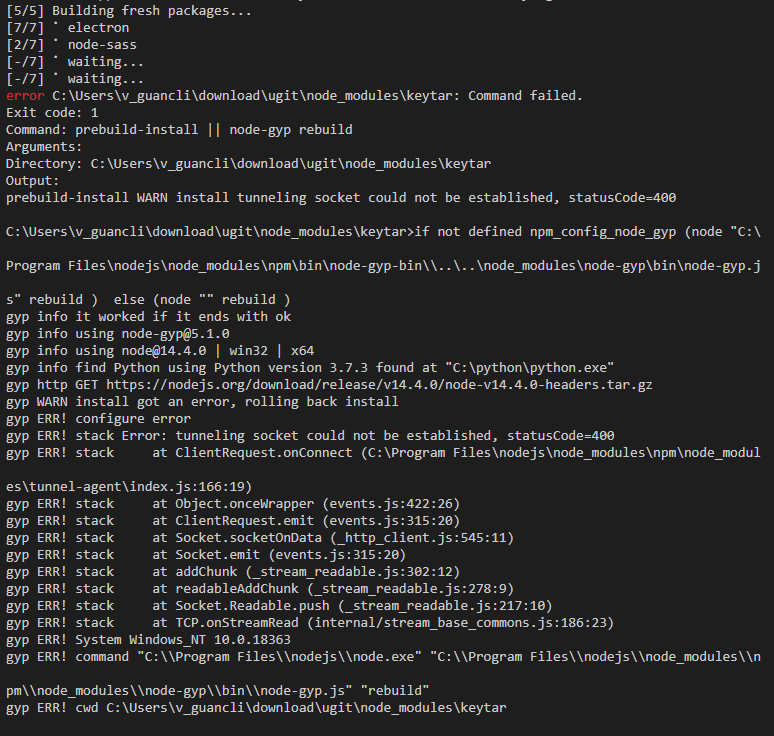 [5/5] Building fresh packages...
[7/7] ⠁ electron
[2/7] ⠁ node-sass
[-/7] ⠁ waiting...
[-/7] ⠁ waiting...
error C:\Users\v_guancli\download\ugit\node_modules\keytar: Command failed.
Exit code: 1
Command: prebuild-install || node-gyp rebuild
Arguments:
Directory: C:\Users\v_guancli\download\ugit\node_modules\keytar
Output:
prebuild-install WARN install tunneling socket could not be established, statusCode=400
C:\Users\v_guancli\download\ugit\node_modules\keytar>if not defined npm_config_node_gyp (node "C:\
Program Files\nodejs\node_modules\npm\bin\node-gyp-bin\\..\..\node_modules\node-gyp\bin\node-gyp.j
s" rebuild )  else (node "" rebuild )
gyp info it worked if it ends with ok
gyp info using node-gyp@5.1.0
gyp info using node@14.4.0 | win32 | x64
gyp info find Python using Python version 3.7.3 found at "C:\python\python.exe"
gyp http GET https://nodejs.org/download/release/v14.4.0/node-v14.4.0-headers.tar.gz
gyp WARN install got an error, rolling back install
gyp ERR! configure error
gyp ERR! stack Error: tunneling socket could not be established, statusCode=400
gyp ERR! stack     at ClientRequest.onConnect (C:\Program Files\nodejs\node_modules\npm\node_modul
es\tunnel-agent\index.js:166:19)
gyp ERR! stack     at Object.onceWrapper (events.js:422:26)
gyp ERR! stack     at ClientRequest.emit (events.js:315:20)
gyp ERR! stack     at Socket.socketOnData (_http_client.js:545:11)
gyp ERR! stack     at Socket.emit (events.js:315:20)
gyp ERR! stack     at addChunk (_stream_readable.js:302:12)
gyp ERR! stack     at readableAddChunk (_stream_readable.js:278:9)
gyp ERR! stack     at Socket.Readable.push (_stream_readable.js:217:10)
gyp ERR! stack     at TCP.onStreamRead (internal/stream_base_commons.js:186:23)
gyp ERR! System Windows_NT 10.0.18363
gyp ERR! command "C:\\Program Files\\nodejs\\node.exe" "C:\\Program Files\\nodejs\\node_modules\\n
pm\\node_modules\\node-gyp\\bin\\node-gyp.js" "rebuild"
gyp ERR! cwd C:\Users\v_guancli\download\ugit\node_modules\keytar